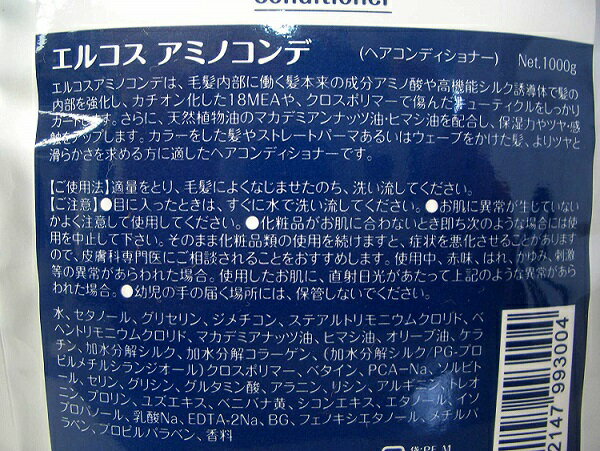 conditioner
エルコス アミノコンデ (ヘアコンディショナー) Net.1000g
エルコスアミノコンデは、毛髪内部に働く髪本来の成分アミノ酸や高機能シルク誘導体で髪の
内部を強化し、カチオン化した18MEAや、クロスポリマーで傷んだキューティクルをしっかり
ガードします。さらに、天然植物油のマカデミアンナッツ油・ヒマシ油を配合し、保湿力やツヤ・感
触をアップします。カラーをした髪やストレートパーマあるいはウェーブをかけた髪、よりツヤと
滑らかさを求める方に適したヘアコンディショナーです。
【ご使用法】適量をとり、毛髪によくなじませたのち、洗い流してください。
【ご注意】●目に入ったときは、すぐに水で洗い流してください。 ●お肌に異常が生じていない
かよく注意して使用してください。●化粧品がお肌に合わないとき即ち次のような場合には使
用を中止して下さい。そのまま化粧品類の使用を続けますと、症状を悪化させることがあります
ので、皮膚科専門医にご相談されることをおすすめします。使用中、赤味、はれ、かゆみ、刺激
等の異常があらわれた場合。使用したお肌に、直射日光があたって上記のような異常があら
われた場合。●幼児の手の届く場所には、保管しないでください。
水、セタノール、グリセリン、ジメチコン、ステアルトリモニウムクロリド、ベ
ヘントリモニウムクロリド、マカデミアナッツ油、ヒマシ油、オリーブ油、ケラ
チン、加水分解シルク、加水分解コラーゲン、(加水分解シルク/PG-プロ
ピルメチルシランジオール)クロスポリマー、ベタイン、PCA-Na、ソルビト
ール、セリン、グリシン、グルタミン酸、アラニン、リシン、アルギニン、トレオ
ニン、プロリン、ユズエキス、ベニバナ黄、シコンエキス、エタノール、イソ
プロパノール、乳酸Na、EDTA-2Na、BG、フェノキシエタノール、メチルパ
ラベン、プロピルパラベン、香料
袋:PE, M
2147 993004